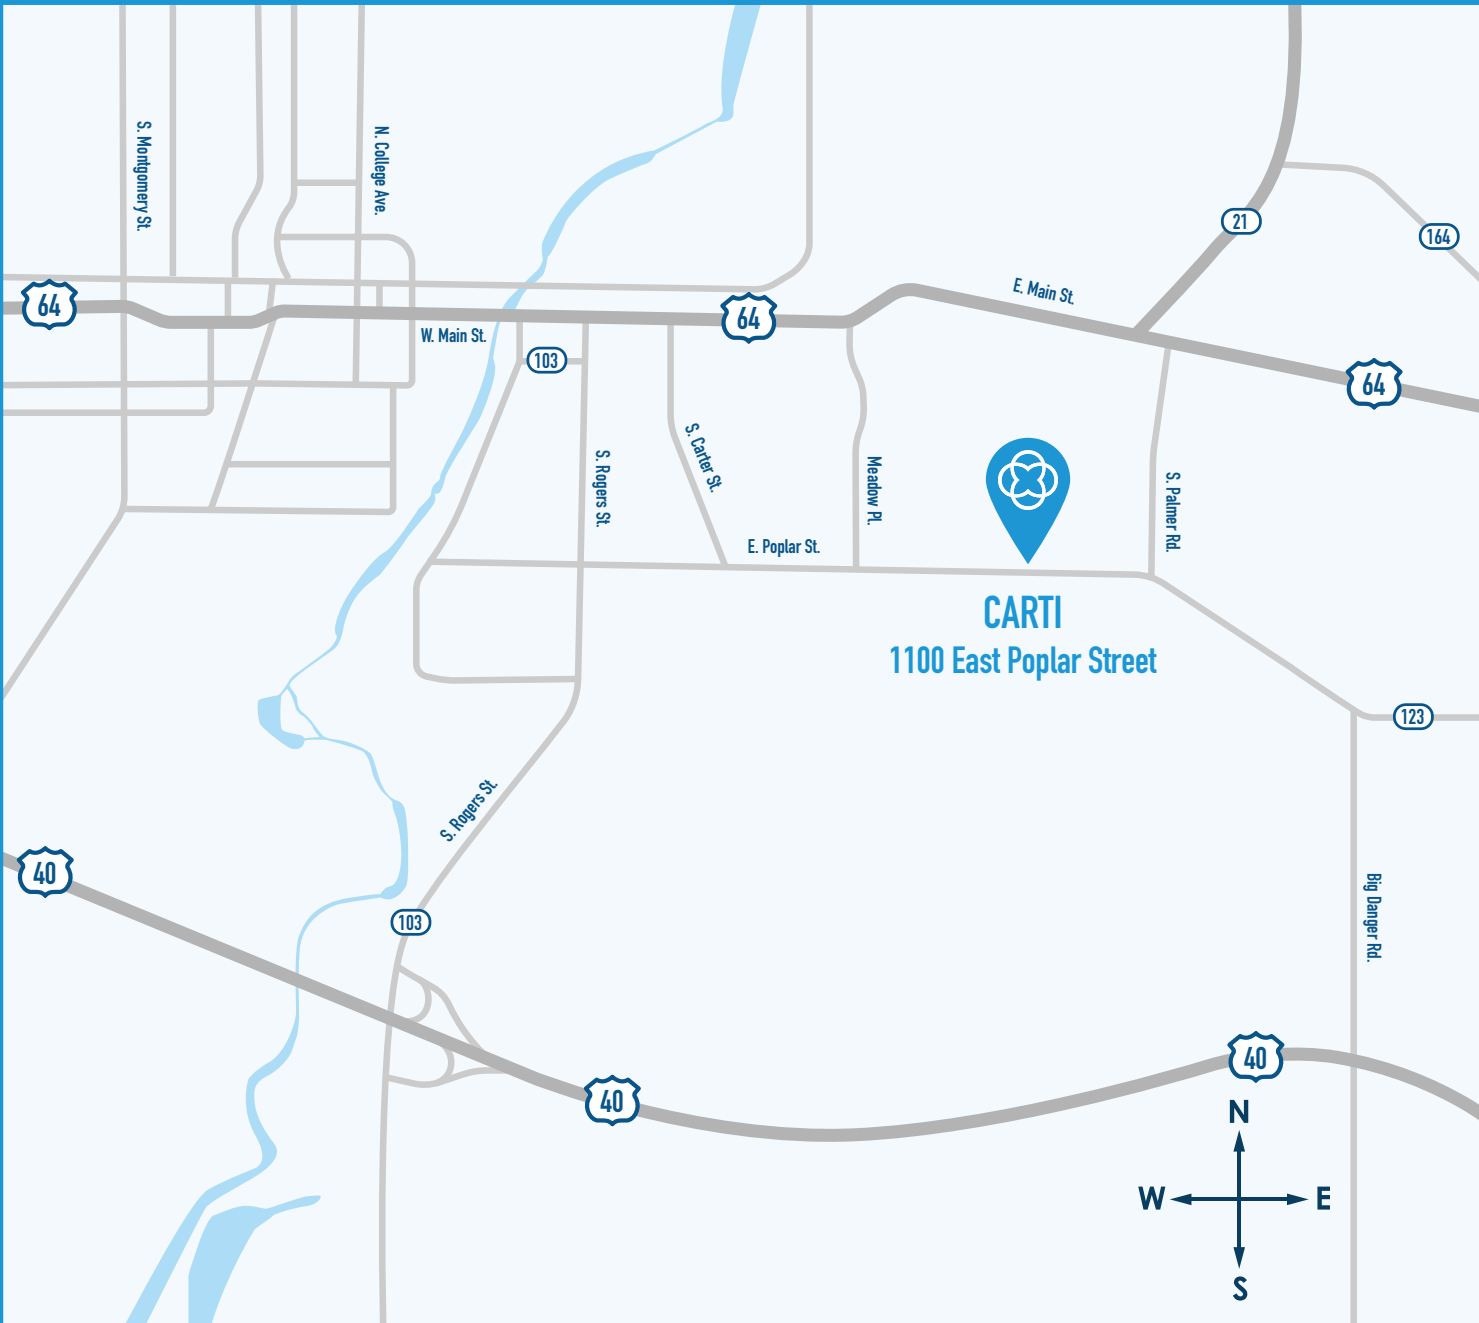 S. Montgomery St.
N. College Ave.
21
164
64
E. Main St.
64
W. Main St.
103
64
S. Carter St.
S. Rogers St.
Meadow Pl.
S. Palmer Rd.
E. Poplar St.
CARTI
1100 East Poplar Street
123
S. Rogers St.
40
Big Danger Rd.
103
40
40
N
W
E
S